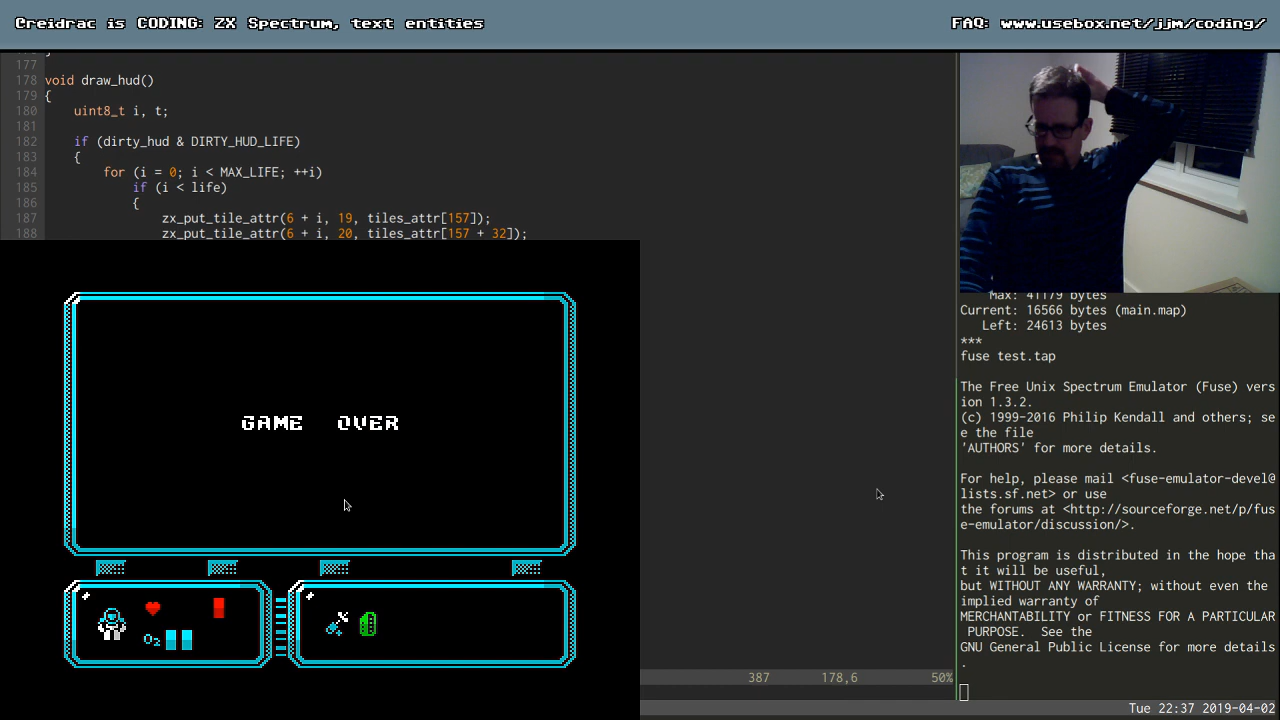 Creidrac is CODING: ZX Spectrum, text entities
FAQ: www.usebox.net/jjm/coding/
177
178 void draw_hud()
179 {
180 uint8_t i, t;
181
182 if (dirty_hud & DIRTY_HUD_LIFE)
183 {
184 for (i = 0; i < MAX_LIFE; ++i)
185 if (i < life)
186 {
187 zx_put_tile_attr(6 + i, 19, tiles_attr[157]);
188 zx_put_tile_attr(6 + i, 20, tiles_attr[157 + 32]);
GAME OVER
O2
387 178,6 50%
Max: 41179 bytes
Current: 16566 bytes (main.map)
Left: 24613 bytes
***
fuse test.tap
The Free Unix Spectrum Emulator (Fuse) vers
ion 1.3.2.
(c) 1999-2016 Philip Kendall and others; se
e the file
'AUTHORS' for more details.
For help, please mail <fuse-emulator-devel@
lists.sf.net> or use
the forums at <http://sourceforge.net/p/fus
e-emulator/discussion/>.
This program is distributed in the hope tha
t it will be useful,
but WITHOUT ANY WARRANTY; without even the
implied warranty of
MERCHANTABILITY or FITNESS FOR A PARTICULAR
PURPOSE.  See the
GNU General Public License for more details
.
Tue 22:37 2019-04-02